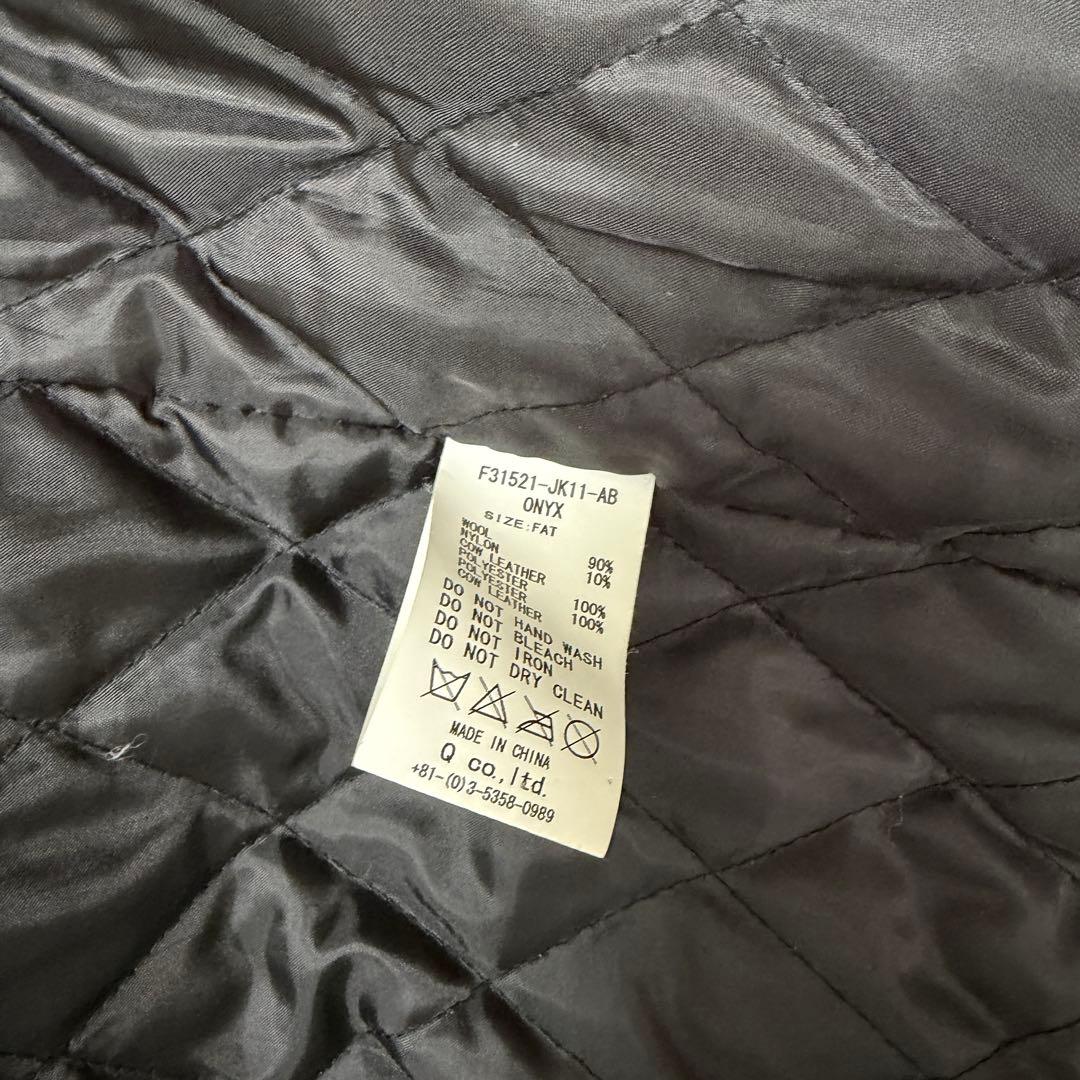 F31521-JK11-AB
ONYX
SIZE:FAT
WOOL 90%
NYLON 10%
COW LEATHER
POLYESTER 100%
POLYESTER 100%
COW LEATHER
DO NOT HAND WASH
DO NOT BLEACH
DO NOT IRON
DO NOT DRY CLEAN
MADE IN CHINA
Q co.,ltd.
+81-(0)3-5358-0989